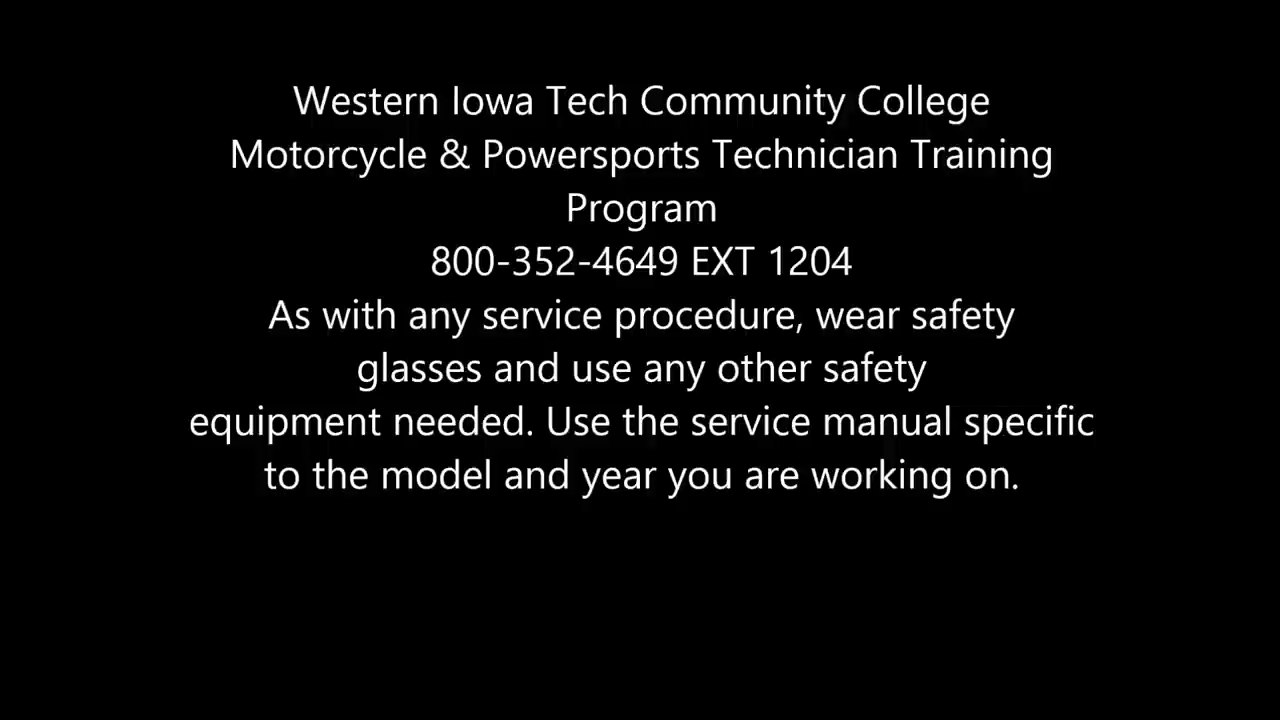 Western Iowa Tech Community College
Motorcycle & Powersports Technician Training
Program
800-352-4649 EXT 1204
As with any service procedure, wear safety
glasses and use any other safety
equipment needed. Use the service manual specific
to the model and year you are working on.